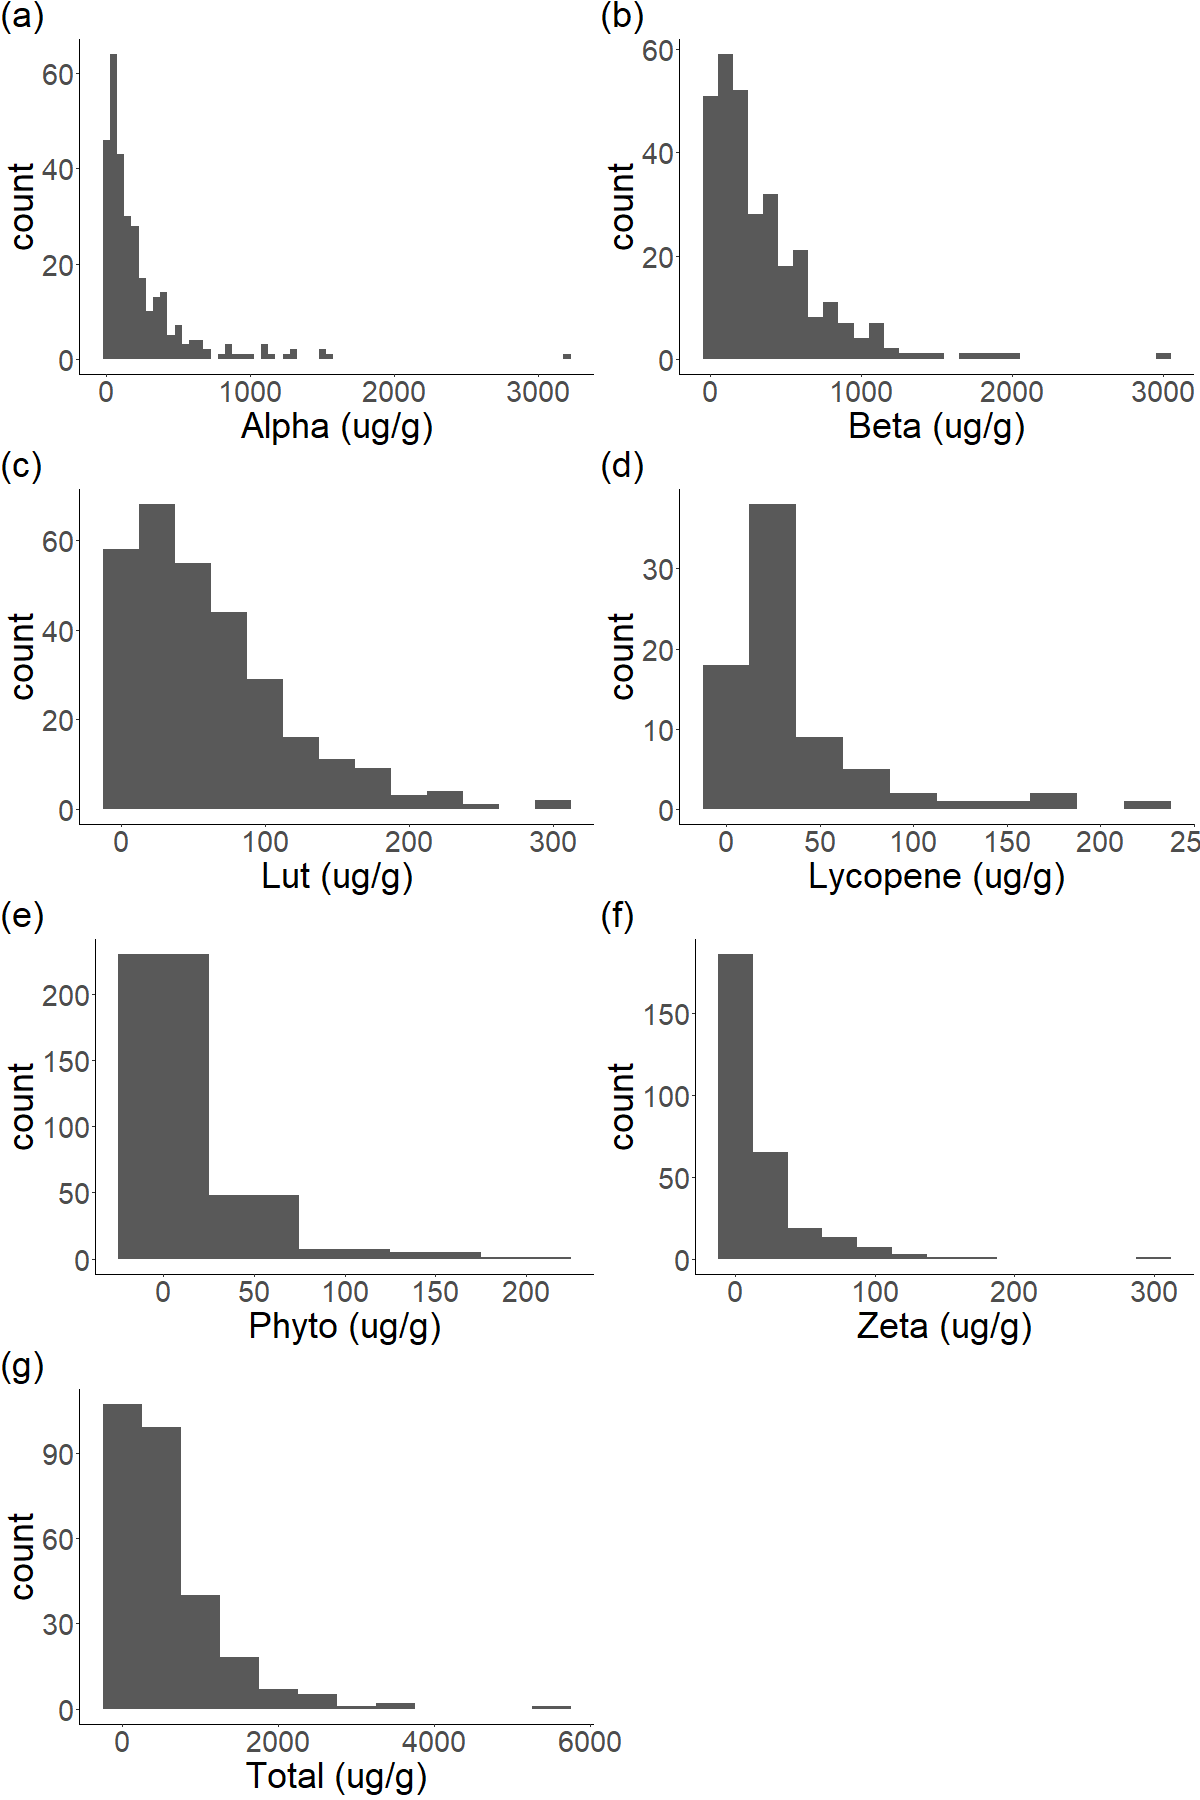 (a)
60
40
20
0
count
0 1000 2000 3000
Alpha (ug/g)
(b)
60
40
20
0
count
0 1000 2000 3000
Beta (ug/g)
(c)
60
40
20
0
count
0 100 200 300
Lut (ug/g)
(d)
30
20
10
0
count
0 50 100 150 200 25
Lycopene (ug/g)
(e)
200
150
100
50
0
count
0 50 100 150 200
Phyto (ug/g)
(f)
150
100
50
0
count
0 100 200 300
Zeta (ug/g)
(g)
90
60
30
0
count
0 2000 4000 6000
Total (ug/g)